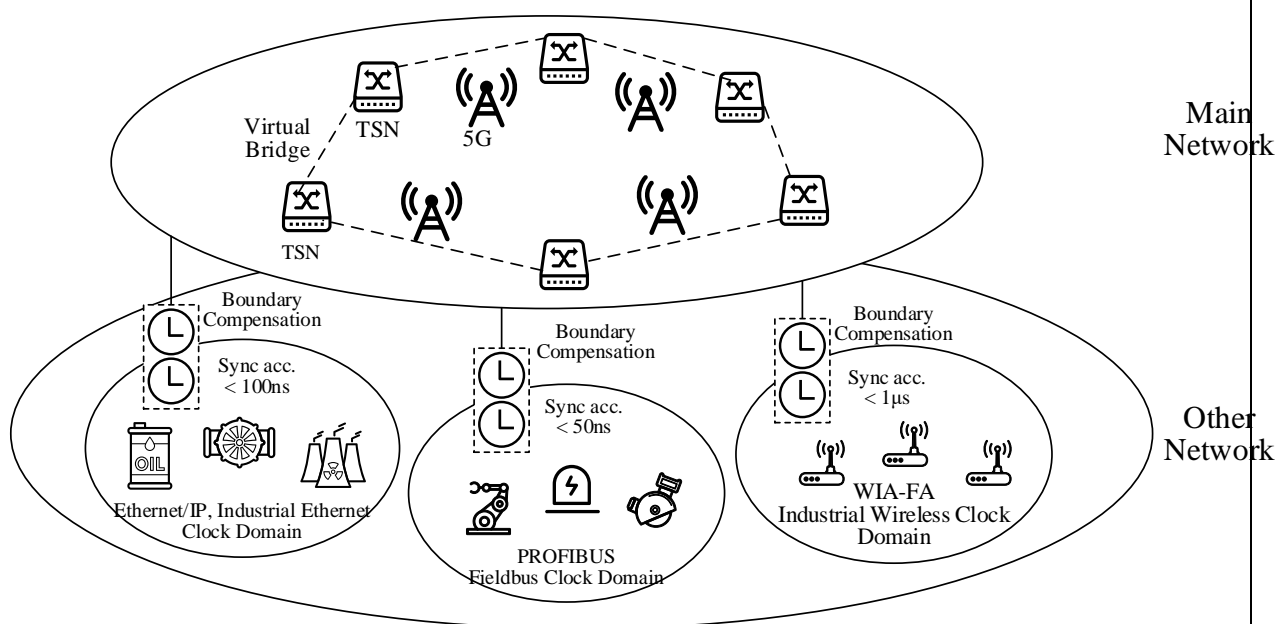 Main
Network
TSN
5G
Virtual
Bridge
TSN
Boundary
Compensation
Sync acc.
< 100ns
OIL
Ethernet/IP, Industrial Ethernet
Clock Domain
Boundary
Compensation
Sync acc.
< 50ns
PROFIBUS
Fieldbus Clock Domain
Boundary
Compensation
Sync acc.
< 1μs
WIA-FA
Industrial Wireless Clock
Domain
Other
Network